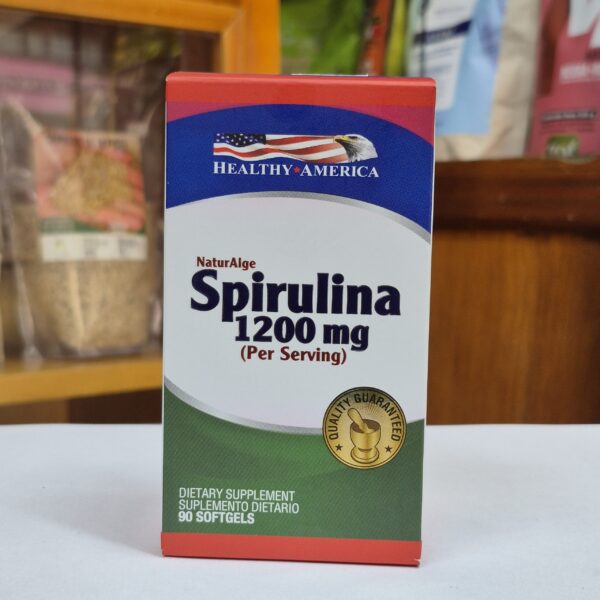 HEALTHY★AMERICA
NaturAlge
Spirulina
1200 mg
(Per Serving)
QUALITY GUARANTEED
DIETARY SUPPLEMENT
SUPLEMENTO DIETARIO
90 SOFTGELS